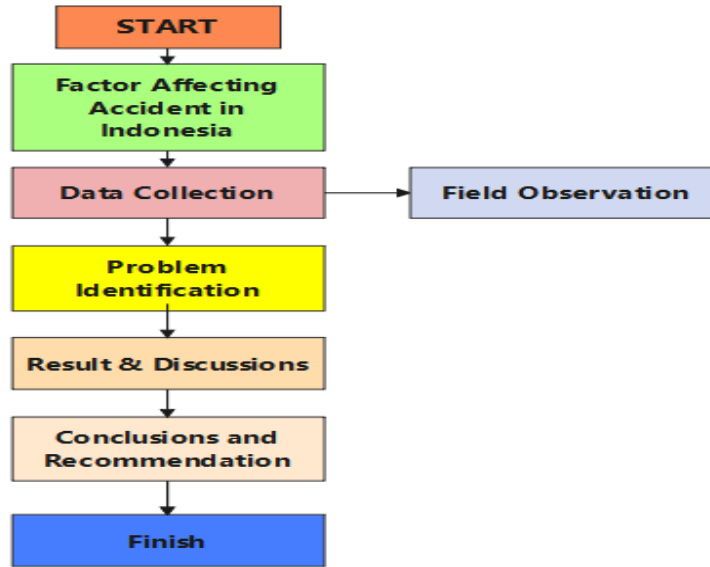 START
Factor Affecting
Accident in
Indonesia
Data Collection
Field Observation
Problem
Identification
Result & Discussions
Conclusions and
Recommendation
Finish